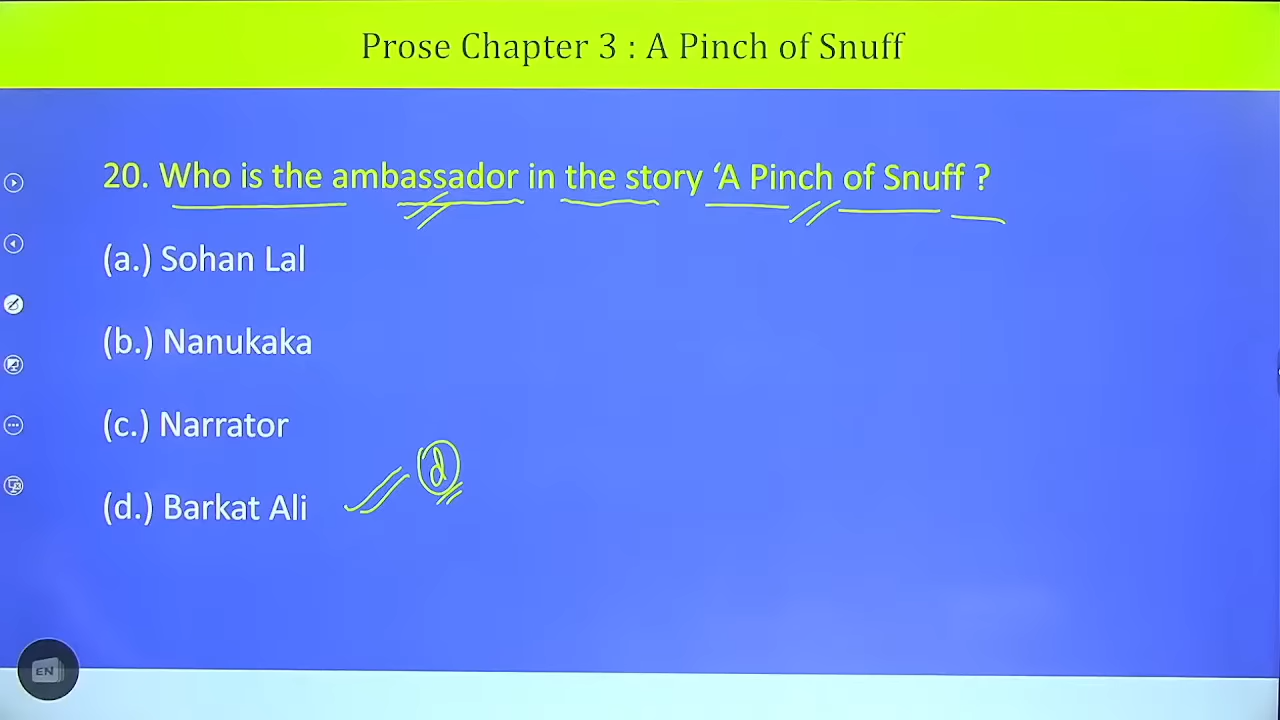 Prose Chapter 3 : A Pinch of Snuff
20. Who is the ambassador in the story ‘A Pinch of Snuff ?
(a.) Sohan Lal
(b.) Nanukaka
(c.) Narrator
(d.) Barkat Ali
d
EN